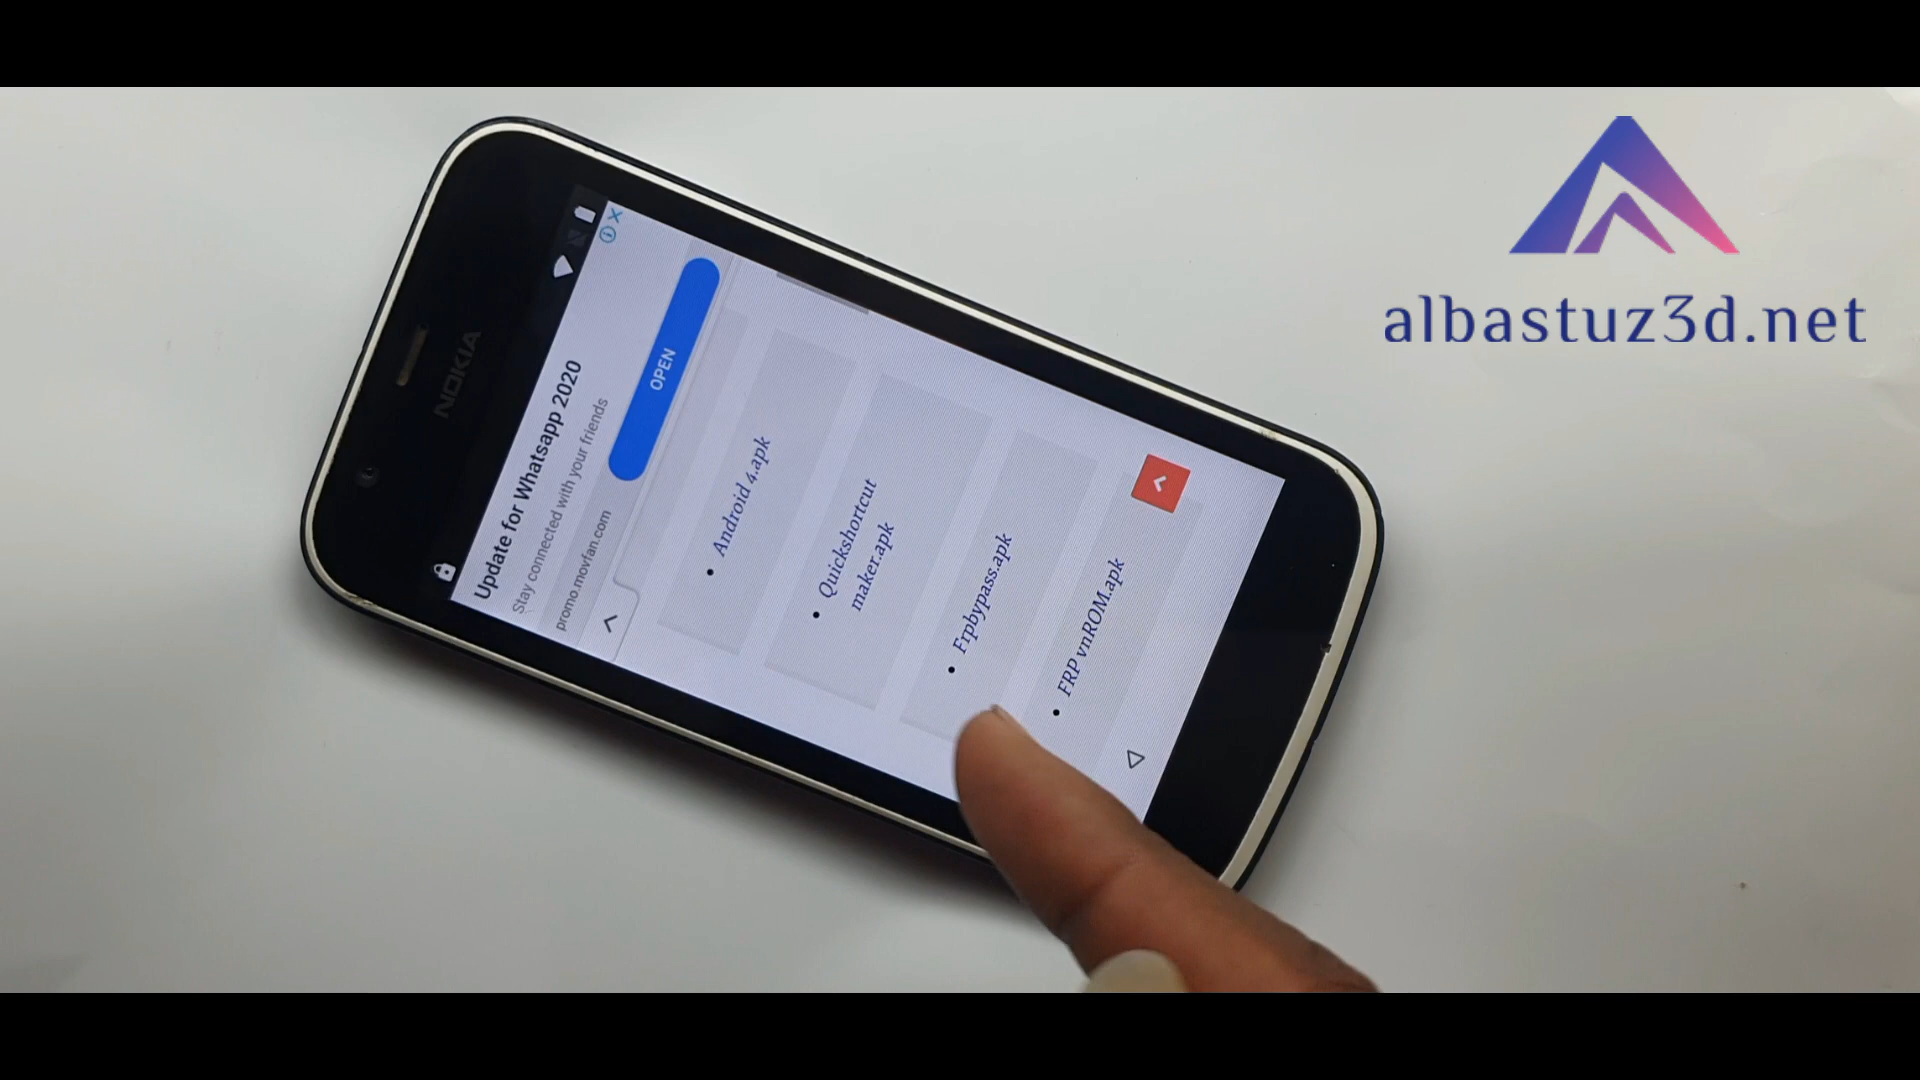 albastuz3d.net
NOKIA
Update for Whatsapp 2020
Stay connected with your friends
promo.movfan.com
OPEN
Android 4.apk
Quickshortcut
maker.apk
Frpbypass.apk
FRP vnROM.apk